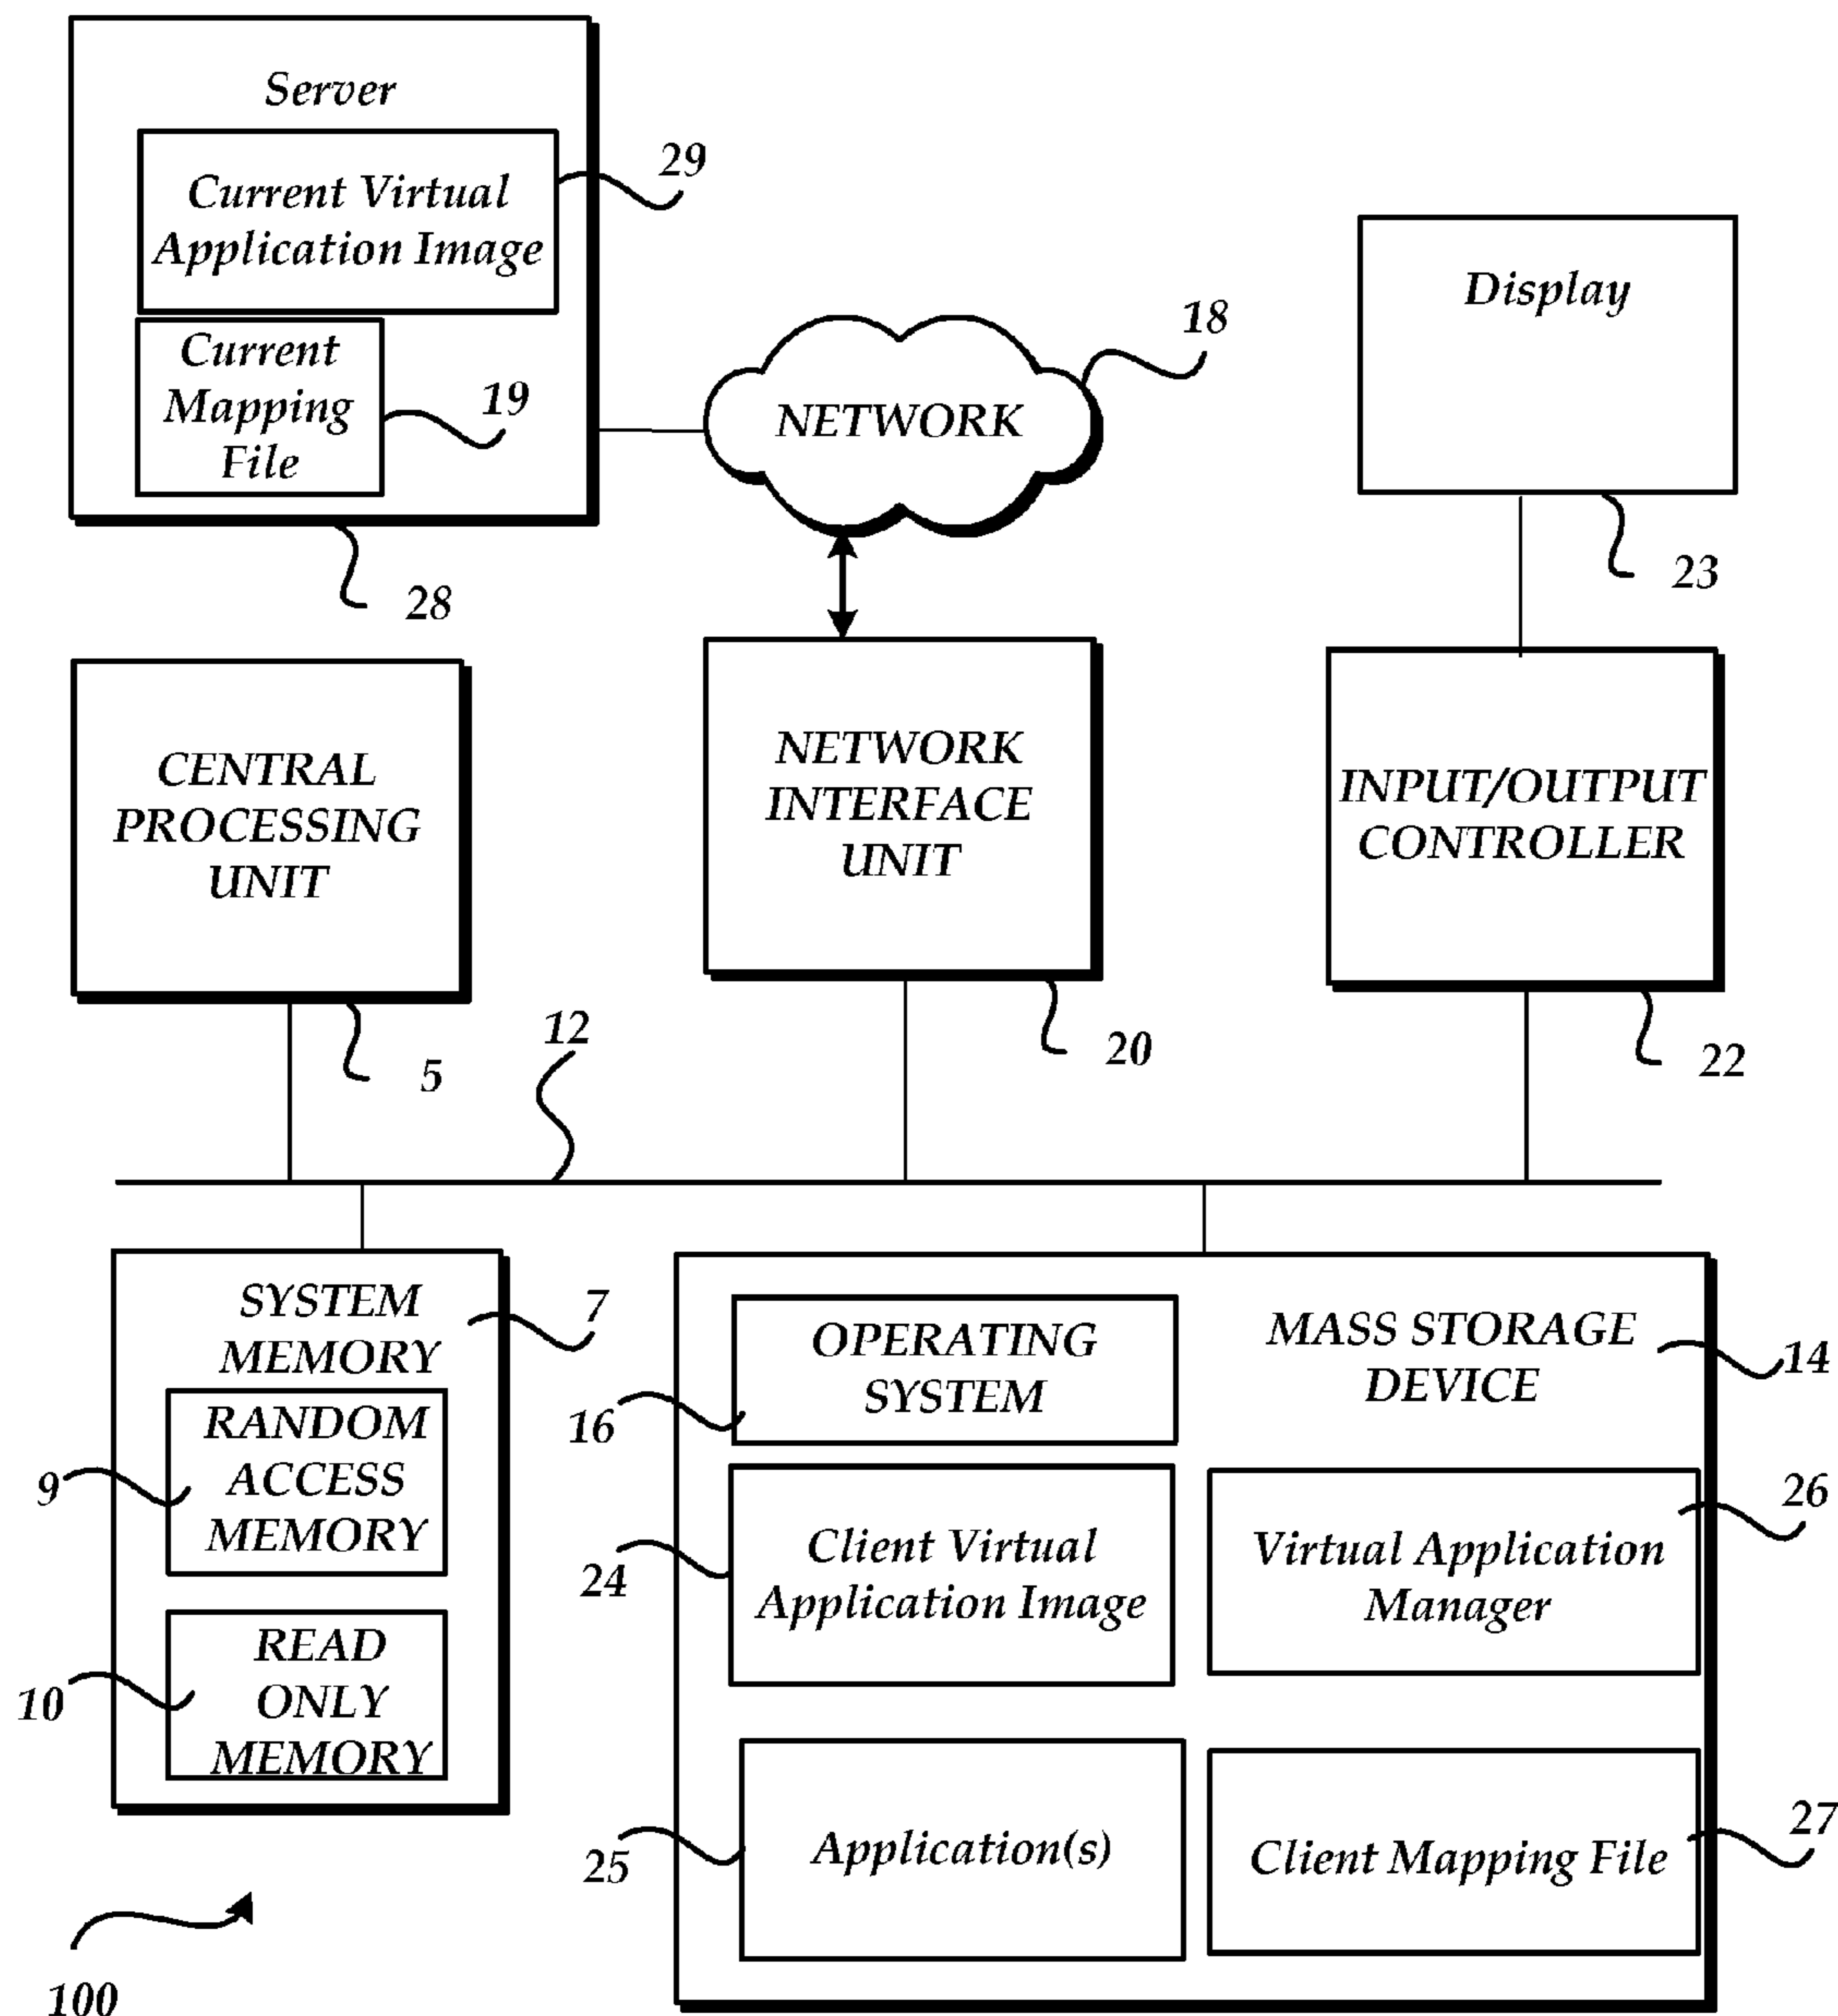 Server
Current Virtual
Application Image
29
Current
Mapping
File
19
28
NETWORK
18
Display
23
CENTRAL
PROCESSING
UNIT
5
NETWORK
INTERFACE
UNIT
20
INPUT/OUTPUT
CONTROLLER
22
12
SYSTEM
MEMORY
7
RANDOM
ACCESS
MEMORY
9
READ
ONLY
MEMORY
10
OPERATING
SYSTEM
16
MASS STORAGE
DEVICE
14
Client Virtual
Application Image
24
Virtual Application
Manager
26
Application(s)
25
Client Mapping File
27
100